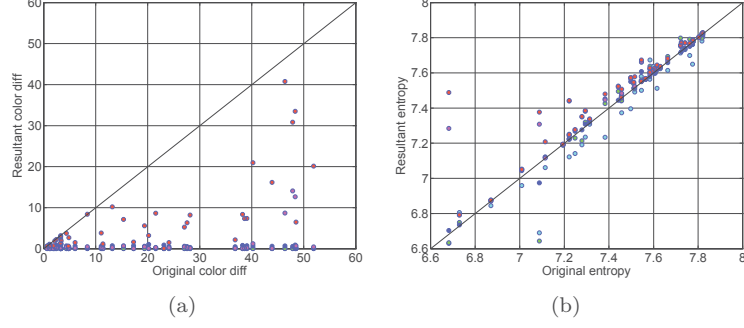 60
50
40
30
20
10
0
0 10 20 30 40 50 60
Resultant color diff
Original color diff
(a)
8
7.8
7.6
7.4
7.2
7
6.8
6.6
6.6 6.8 7 7.2 7.4 7.6 7.8 8
Resultant entropy
Original entropy
(b)